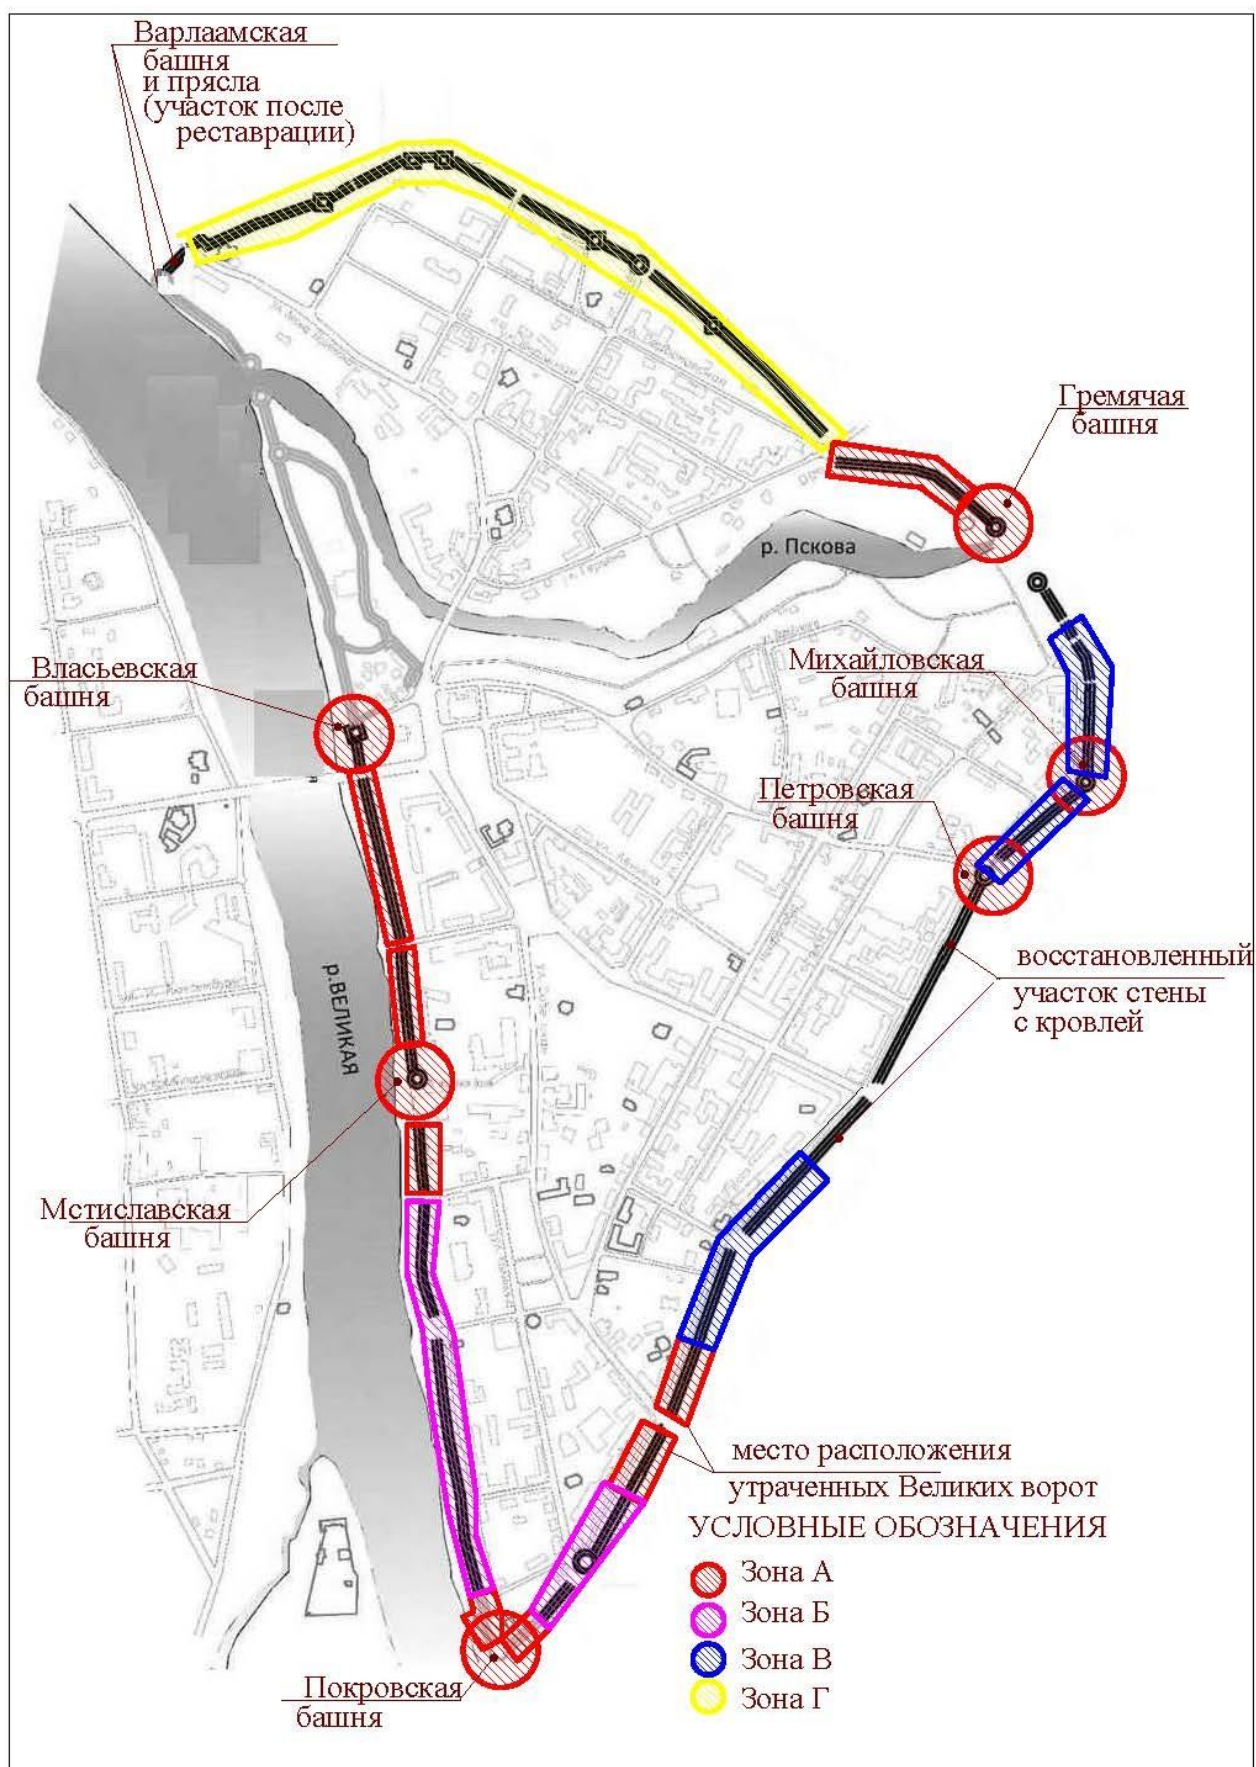 Варлаамская
башня
и прясла
(участок после
реставрации)
Гремячая
башня
р. Пскова
Михайловская
башня
Власьевская
башня
Петровская
башня
восстановленный
участок стены
с кровлей
р.ВЕЛИКАЯ
Мстиславская
башня
место расположения
утраченных Великих ворот
УСЛОВНЫЕ ОБОЗНАЧЕНИЯ
Зона А
Зона Б
Зона В
Зона Г
Покровская
башня